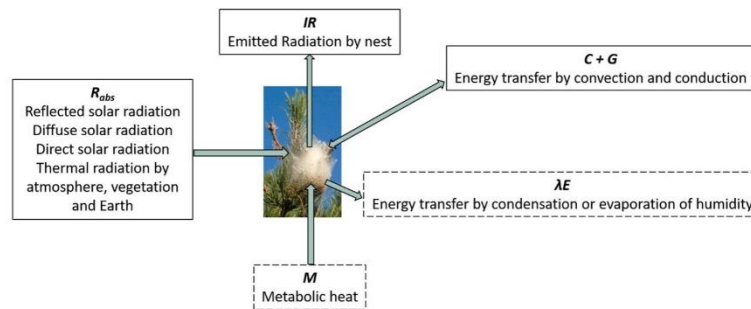 IR
Emitted Radiation by nest
C + G
Energy transfer by convection and conduction
R_abs
Reflected solar radiation
Diffuse solar radiation
Direct solar radiation
Thermal radiation by
atmosphere, vegetation
and Earth
λE
Energy transfer by condensation or evaporation of humidity
M
Metabolic heat